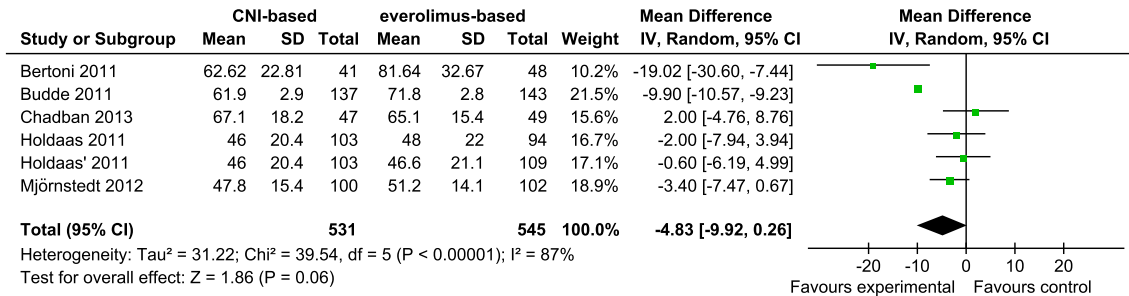 CNI-based everolimus-based Mean Difference Mean Difference
Study or Subgroup Mean SD Total Mean SD Total Weight IV, Random, 95% CI IV, Random, 95% CI
Bertoni 2011 62.62 22.81 41 81.64 32.67 48 10.2% -19.02 [-30.60, -7.44]
Budde 2011 61.9 2.9 137 71.8 2.8 143 21.5% -9.90 [-10.57, -9.23]
Chadban 2013 67.1 18.2 47 65.1 15.4 49 15.6% 2.00 [-4.76, 8.76]
Holdaas 2011 46 20.4 103 48 22 94 16.7% -2.00 [-7.94, 3.94]
Holdaas' 2011 46 20.4 103 46.6 21.1 109 17.1% -0.60 [-6.19, 4.99]
Mjörnstedt 2012 47.8 15.4 100 51.2 14.1 102 18.9% -3.40 [-7.47, 0.67]
Total (95% CI) 531 545 100.0% -4.83 [-9.92, 0.26]
Heterogeneity: Tau² = 31.22; Chi² = 39.54, df = 5 (P < 0.00001); I² = 87%
Test for overall effect: Z = 1.86 (P = 0.06)
-20 -10 0 10 20
Favours experimental Favours control